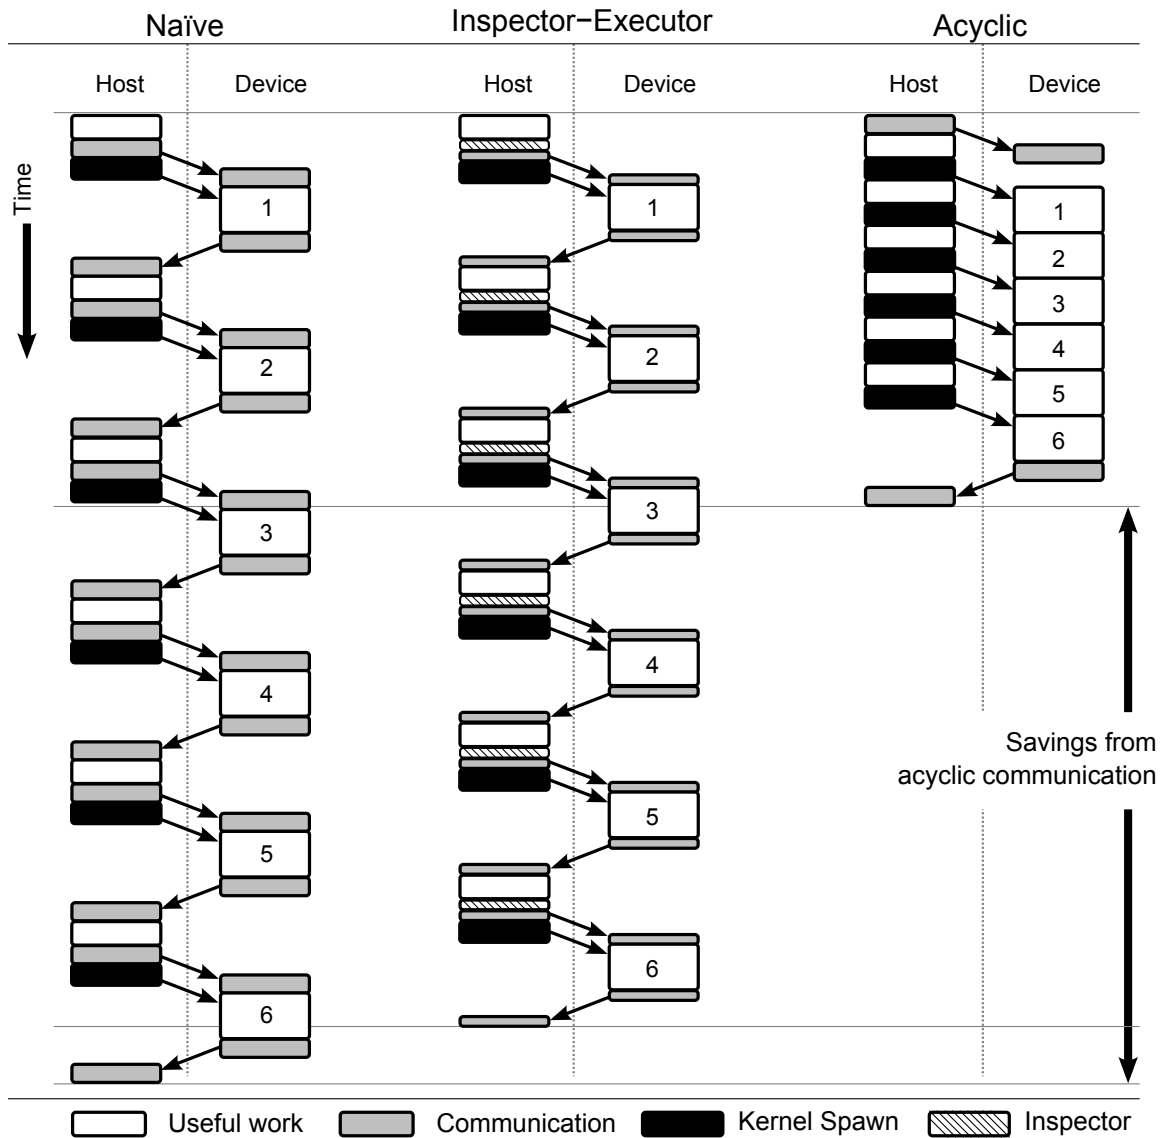 Naïve Inspector−Executor Acyclic
Host Device Host Device Host Device
Time
1 1 1
2 2 2
3
4
5
6
3 3
4 4
Savings from
acyclic communication
5 5
6 6
Useful work Communication Kernel Spawn Inspector